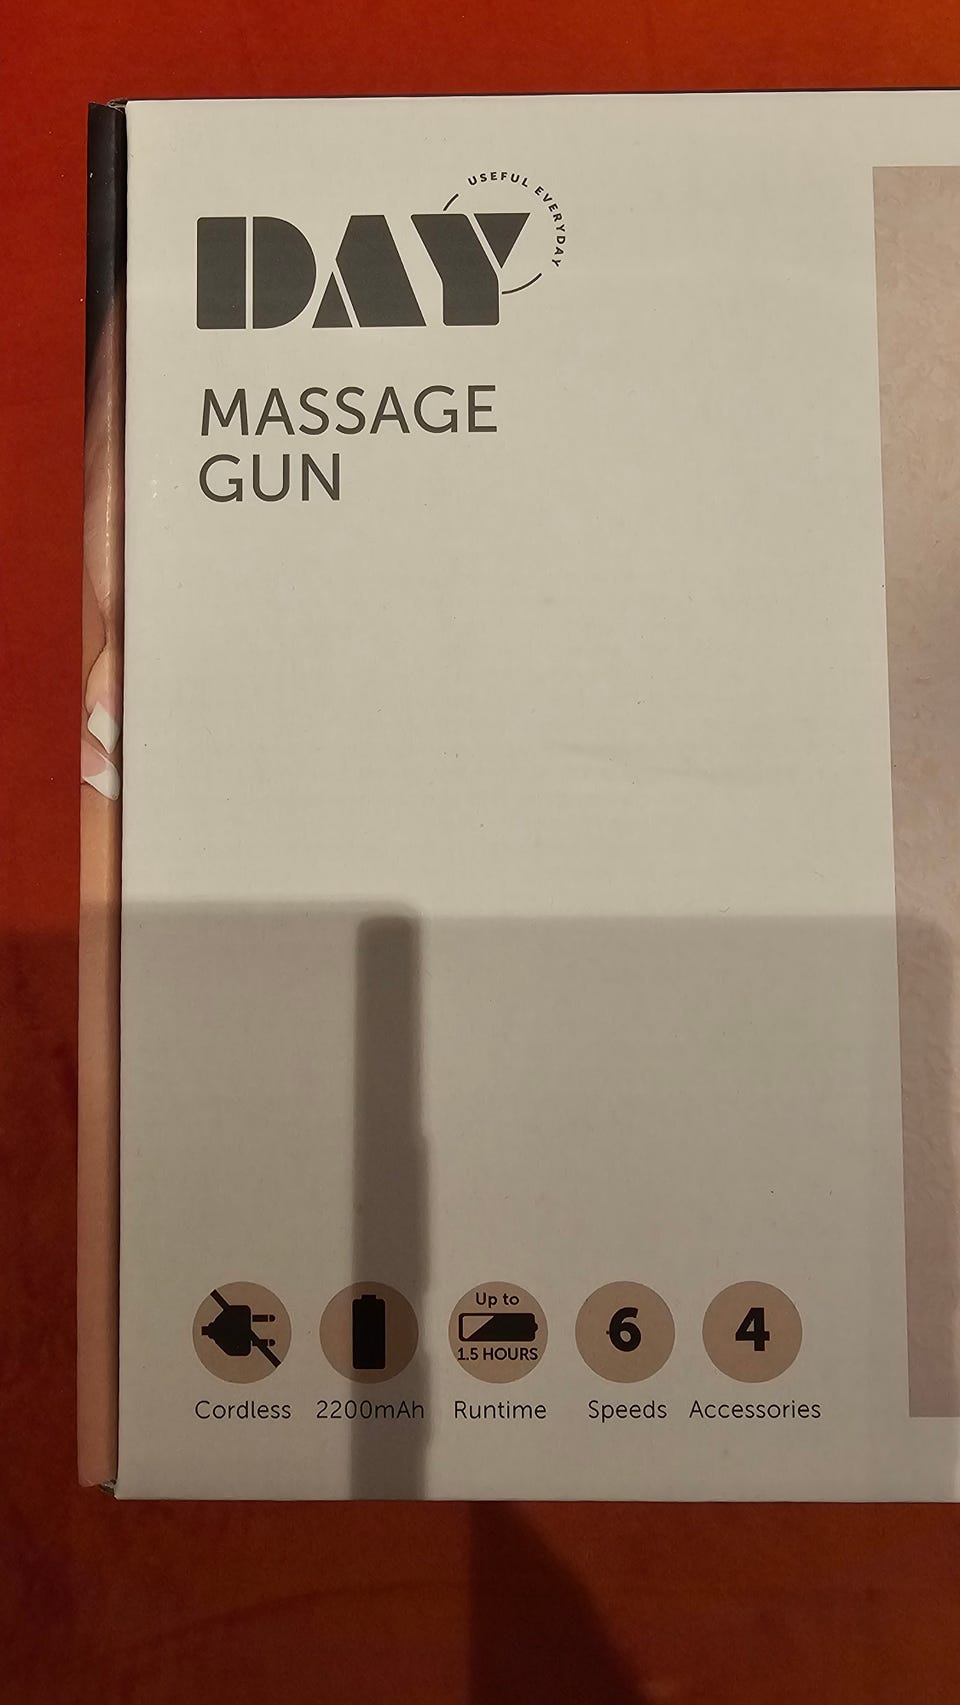 USEFUL EVERYDAY
DAY
MASSAGE
GUN
Up to
1.5 HOURS
6
4
Cordless
2200mAh
Runtime
Speeds
Accessories